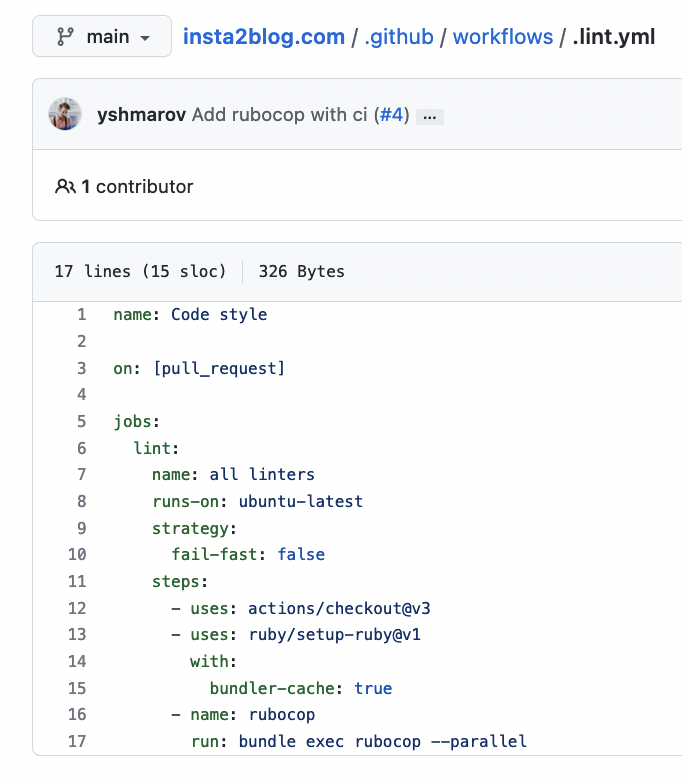 main
insta2blog.com / .github / workflows / .lint.yml
yshmarov Add rubocop with ci (#4) ...
1 contributor
17 lines (15 sloc) 326 Bytes
1 name: Code style
2
3 on: [pull_request]
4
5 jobs:
6   lint:
7     name: all linters
8     runs-on: ubuntu-latest
9     strategy:
10       fail-fast: false
11     steps:
12       - uses: actions/checkout@v3
13       - uses: ruby/setup-ruby@v1
14         with:
15           bundler-cache: true
16       - name: rubocop
17         run: bundle exec rubocop --parallel